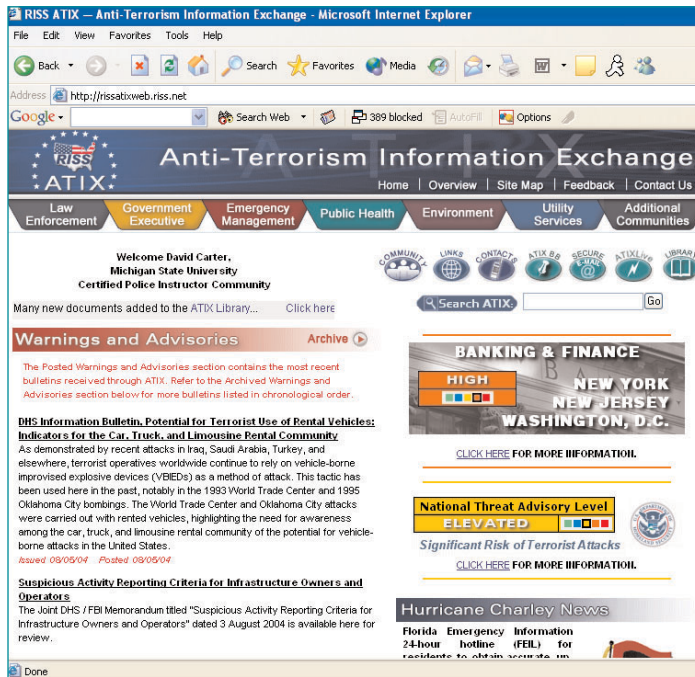 RISS ATIX — Anti-Terrorism Information Exchange - Microsoft Internet Explorer
File Edit View Favorites Tools Help
Back Search Favorites Media
Address http://rissatixweb.riss.net
Google Search Web 389 blocked AutoFill Options
RISS
ATIX
Anti-Terrorism Information Exchange
Home | Overview | Site Map | Feedback | Contact Us
Law Enforcement Government Executive Emergency Management Public Health Environment Utility Services Additional Communities
Welcome David Carter,
Michigan State University
Certified Police Instructor Community
COMMUNITY LINKS CONTACTS ATIX BB SECURE E-MAIL ATIXLive LIBRARY
Many new documents added to the ATIX Library... Click here
Search ATIX: Go
Warnings and Advisories Archive
The Posted Warnings and Advisories section contains the most recent
bulletins received through ATIX. Refer to the Archived Warnings and
Advisories section below for more bulletins listed in chronological order.
DHS Information Bulletin, Potential for Terrorist Use of Rental Vehicles:
Indicators for the Car, Truck, and Limousine Rental Community
As demonstrated by recent attacks in Iraq, Saudi Arabia, Turkey, and
elsewhere, terrorist operatives worldwide continue to rely on vehicle-borne
improvised explosive devices (VBIEDs) as a method of attack. This tactic has
been used here in the past, notably in the 1993 World Trade Center and 1995
Oklahoma City bombings. The World Trade Center and Oklahoma City attacks
were carried out with rented vehicles, highlighting the need for awareness
among the car, truck, and limousine rental community of the potential for vehicle-
borne attacks in the United States.
Issued 08/05/04 Posted 08/05/04
Suspicious Activity Reporting Criteria for Infrastructure Owners and
Operators
The Joint DHS / FBI Memorandum titled "Suspicious Activity Reporting Criteria for
Infrastructure Owners and Operators" dated 3 August 2004 is available here for
review.
BANKING & FINANCE
HIGH
NEW YORK
NEW JERSEY
WASHINGTON, D.C.
CLICK HERE FOR MORE INFORMATION.
National Threat Advisory Level
ELEVATED
Significant Risk of Terrorist Attacks
CLICK HERE FOR MORE INFORMATION.
Hurricane Charley News
Florida Emergency Information
24-hour hotline (FEIL) for
residents to obtain accurate, up-
Done